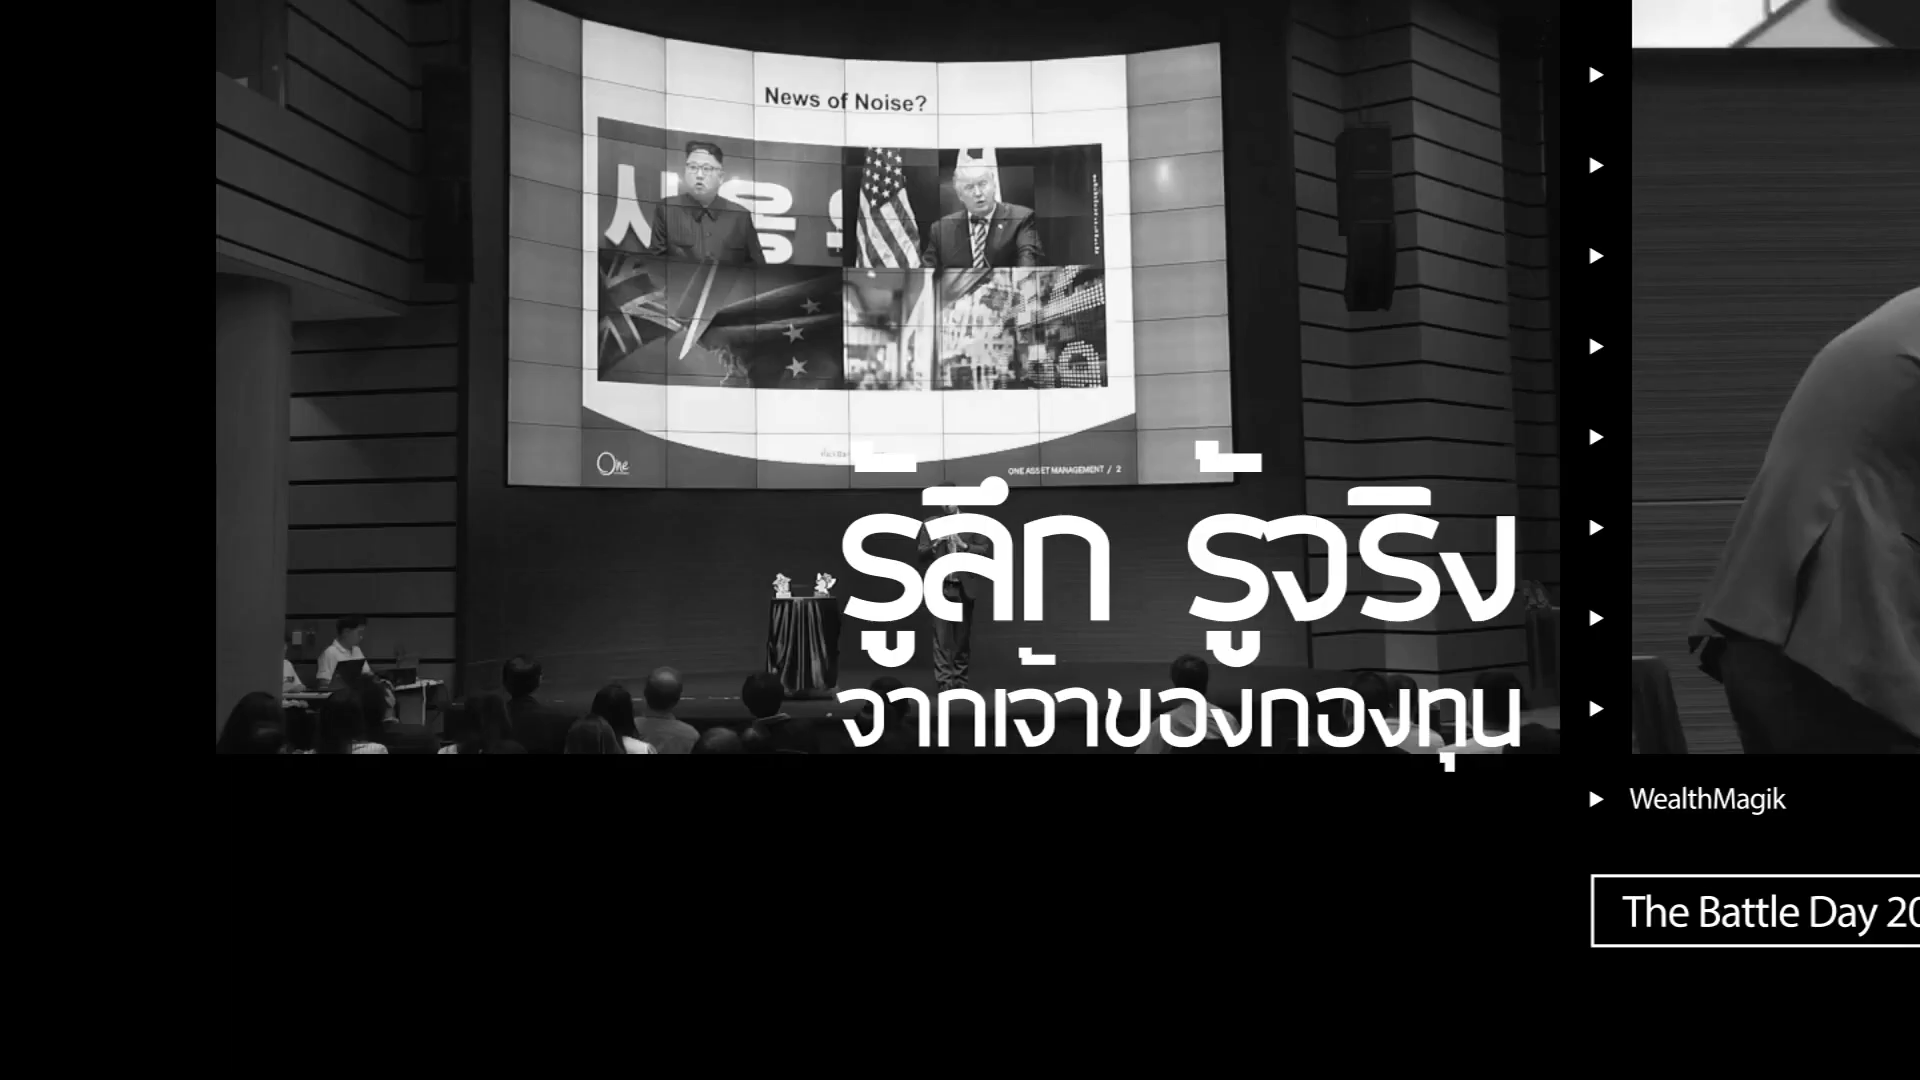 News of Noise?
One
ONE ASSET MANAGEMENT / 2
รู้ลึก รู้จริง
จากเจ้าของกองทุน
WealthMagik
The Battle Day 20